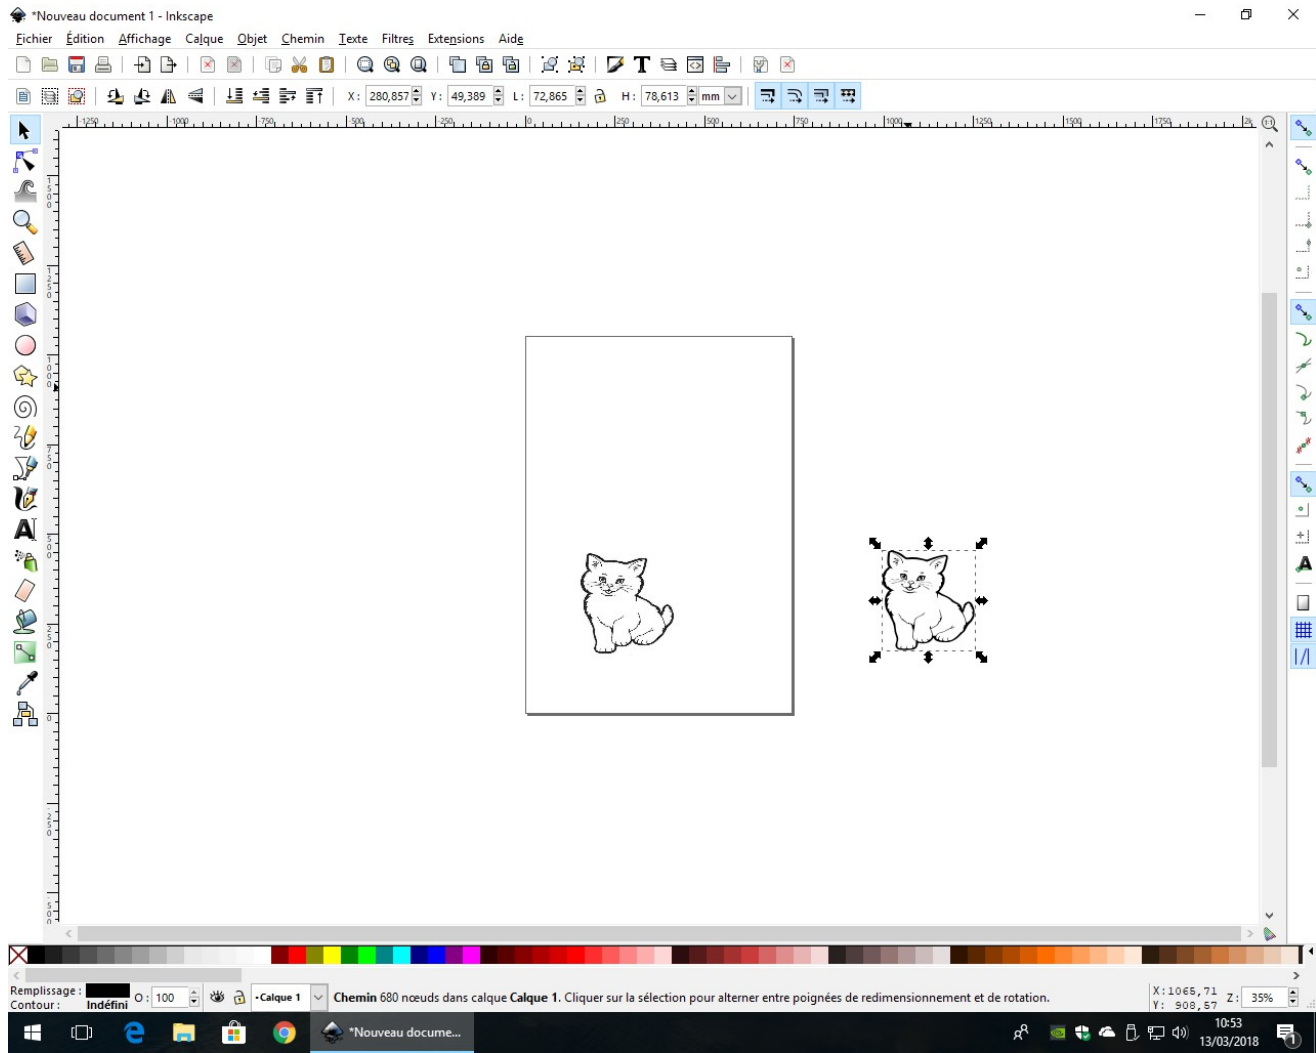 *Nouveau document 1 - Inkscape
Fichier Édition Affichage Calque Objet Chemin Texte Filtres Extensions Aide
X: 280,857 Y: 49,389 L: 72,865 H: 78,613 mm
Remplissage :
Contour : Indéfini
O: 100
•Calque 1
Chemin 680 nœuds dans calque Calque 1. Cliquer sur la sélection pour alterner entre poignées de redimensionnement et de rotation.
X:1065,71
Y: 908,57
Z: 35%
*Nouveau docume...
10:53
13/03/2018
1